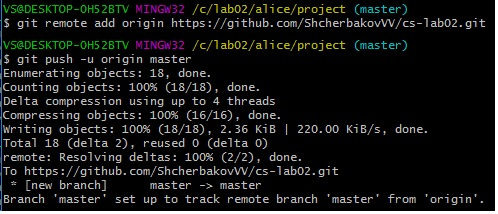 VS@DESKTOP-OH52BTV MINGW32 /c/lab02/alice/project (master)
$ git remote add origin https://github.com/ShcherbakovVV/cs-lab02.git
VS@DESKTOP-OH52BTV MINGW32 /c/lab02/alice/project (master)
$ git push -u origin master
Enumerating objects: 18, done.
Counting objects: 100% (18/18), done.
Delta compression using up to 4 threads
Compressing objects: 100% (16/16), done.
Writing objects: 100% (18/18), 2.36 KiB | 220.00 KiB/s, done.
Total 18 (delta 2), reused 0 (delta 0)
remote: Resolving deltas: 100% (2/2), done.
To https://github.com/ShcherbakovVV/cs-lab02.git
 * [new branch]      master -> master
Branch 'master' set up to track remote branch 'master' from 'origin'.